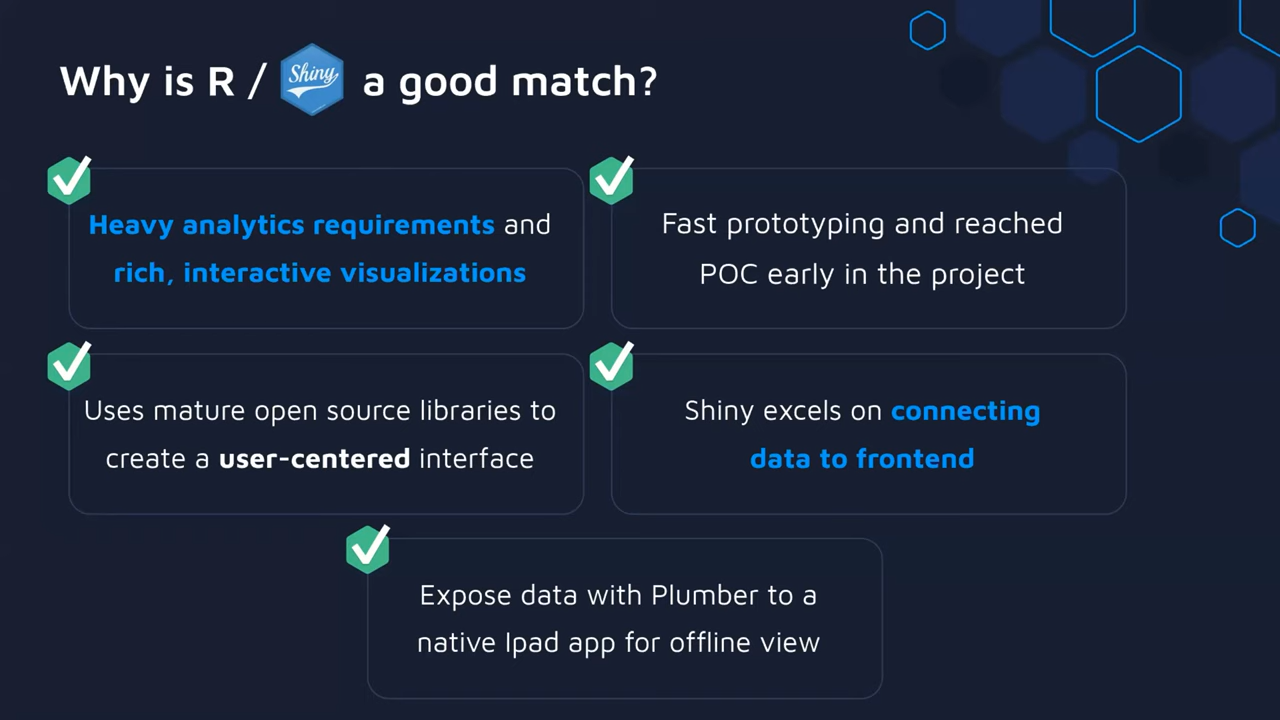 Why is R / Shiny a good match?
Heavy analytics requirements and
rich, interactive visualizations
Fast prototyping and reached
POC early in the project
Uses mature open source libraries to
create a user-centered interface
Shiny excels on connecting
data to frontend
Expose data with Plumber to a
native Ipad app for offline view